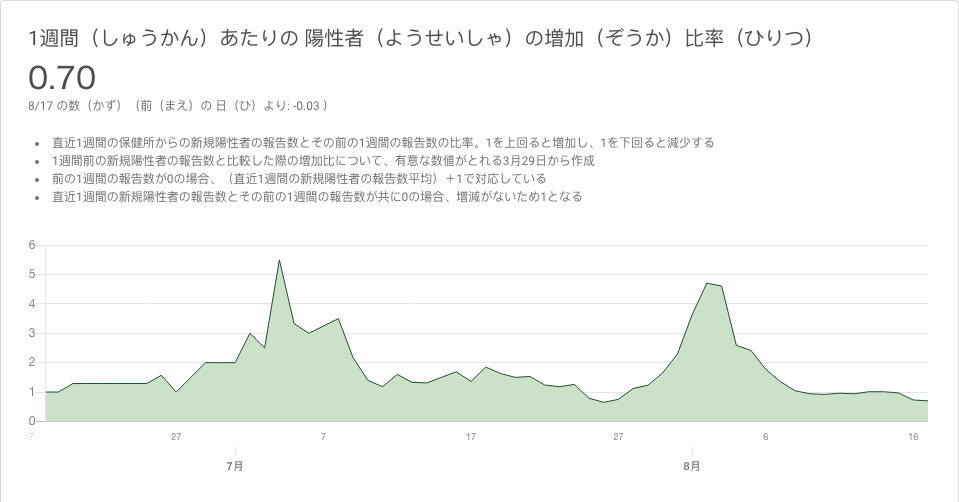 1週間（しゅうかん）あたりの 陽性者（ようせいしゃ）の増加（ぞうか）比率（ひりつ）
0.70
8/17 の数（かず）（前（まえ）の 日（ひ）より: -0.03 ）
• 直近1週間の保健所からの新規陽性者の報告数とその前の1週間の報告数の比率。1を上回ると増加し、1を下回ると減少する
• 1週間前の新規陽性者の報告数と比較した際の増加比について、有意な数値がとれる3月29日から作成
• 前の1週間の報告数が0の場合、（直近1週間の新規陽性者の報告数平均）＋1で対応している
• 直近1週間の新規陽性者の報告数とその前の1週間の報告数が共に0の場合、増減がないため1となる
6
5
4
3
2
1
0
17 27 7 17 27 6 16
7月 8月